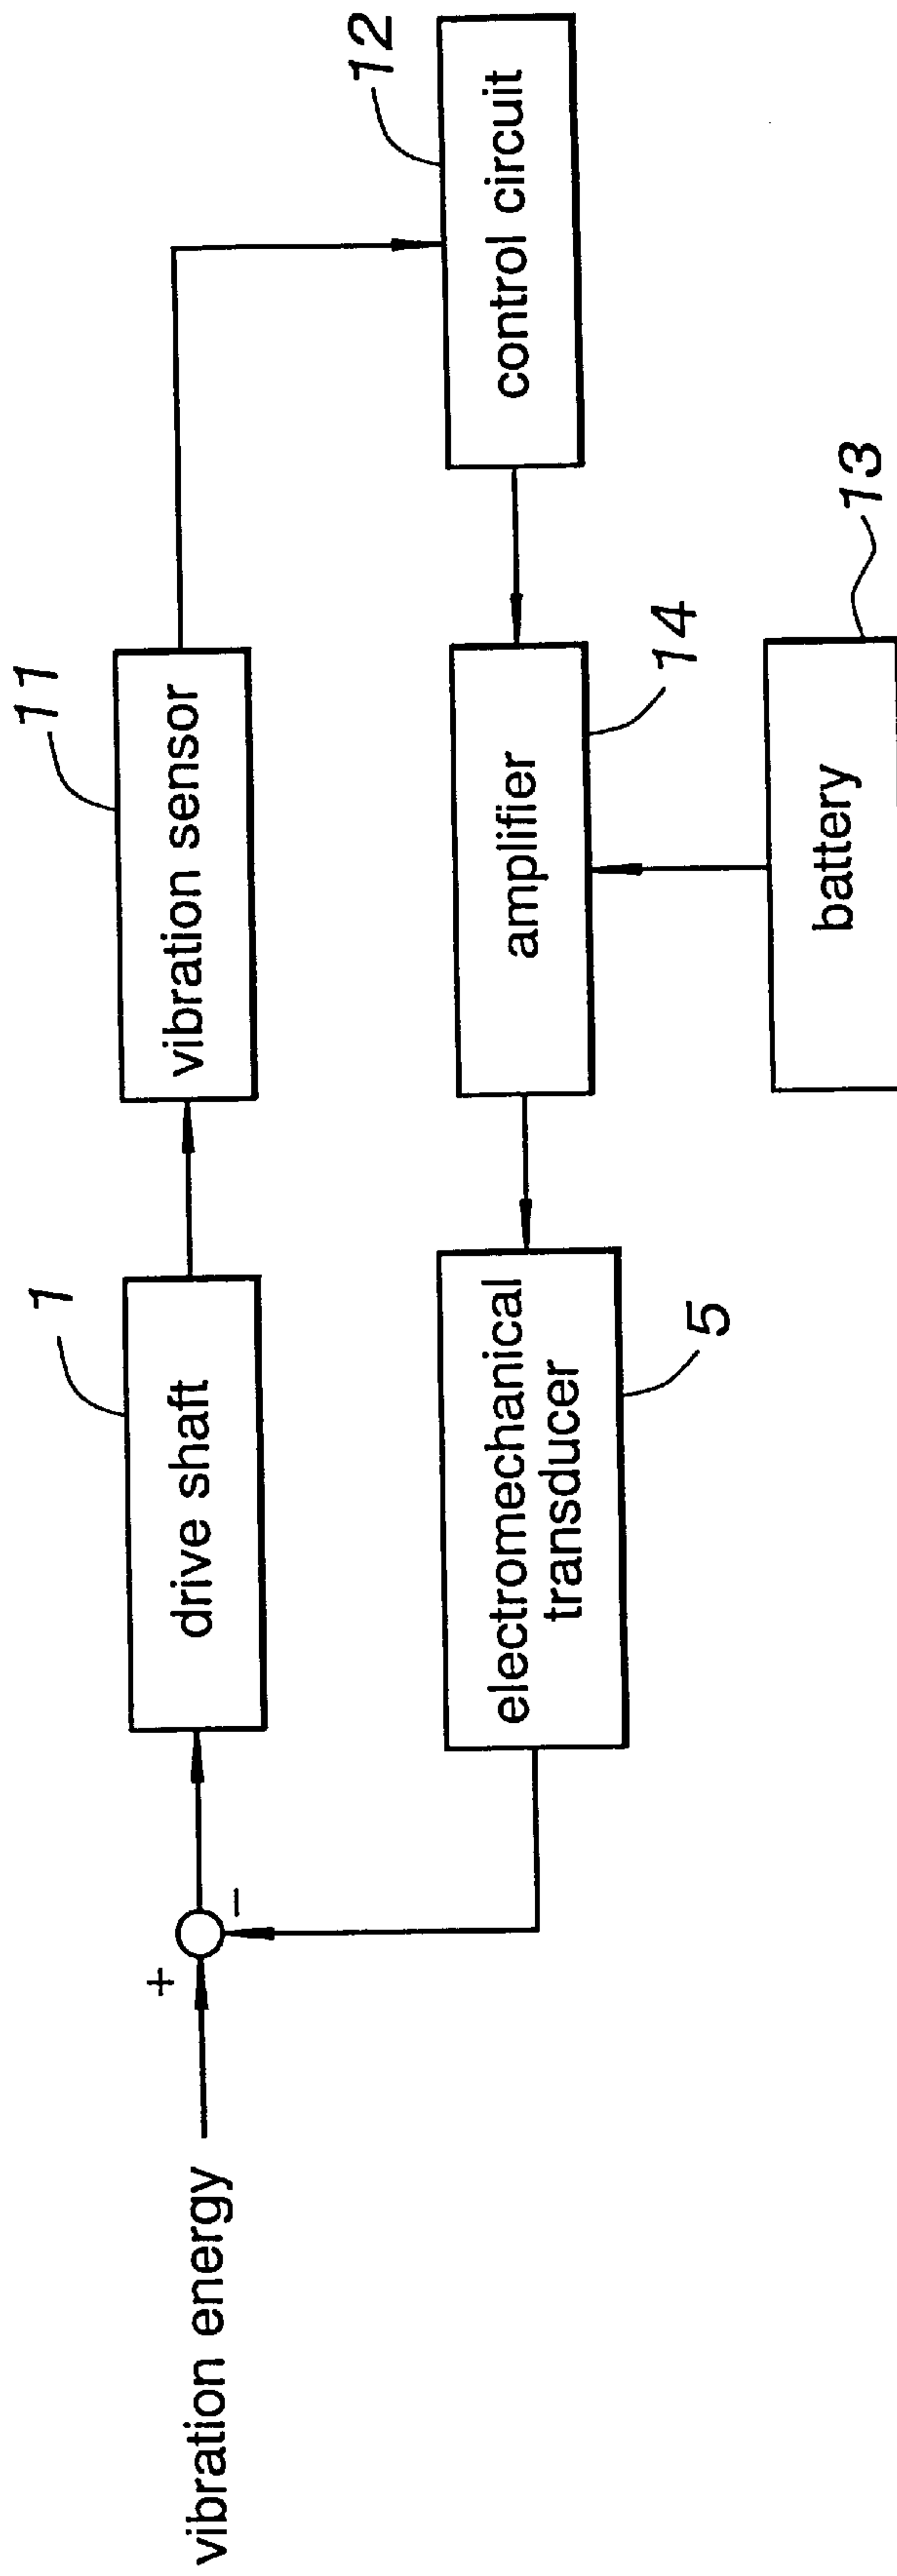 vibration energy
+
-
1
drive shaft
11
vibration sensor
12
control circuit
14
amplifier
13
battery
5
electromechanical
transducer